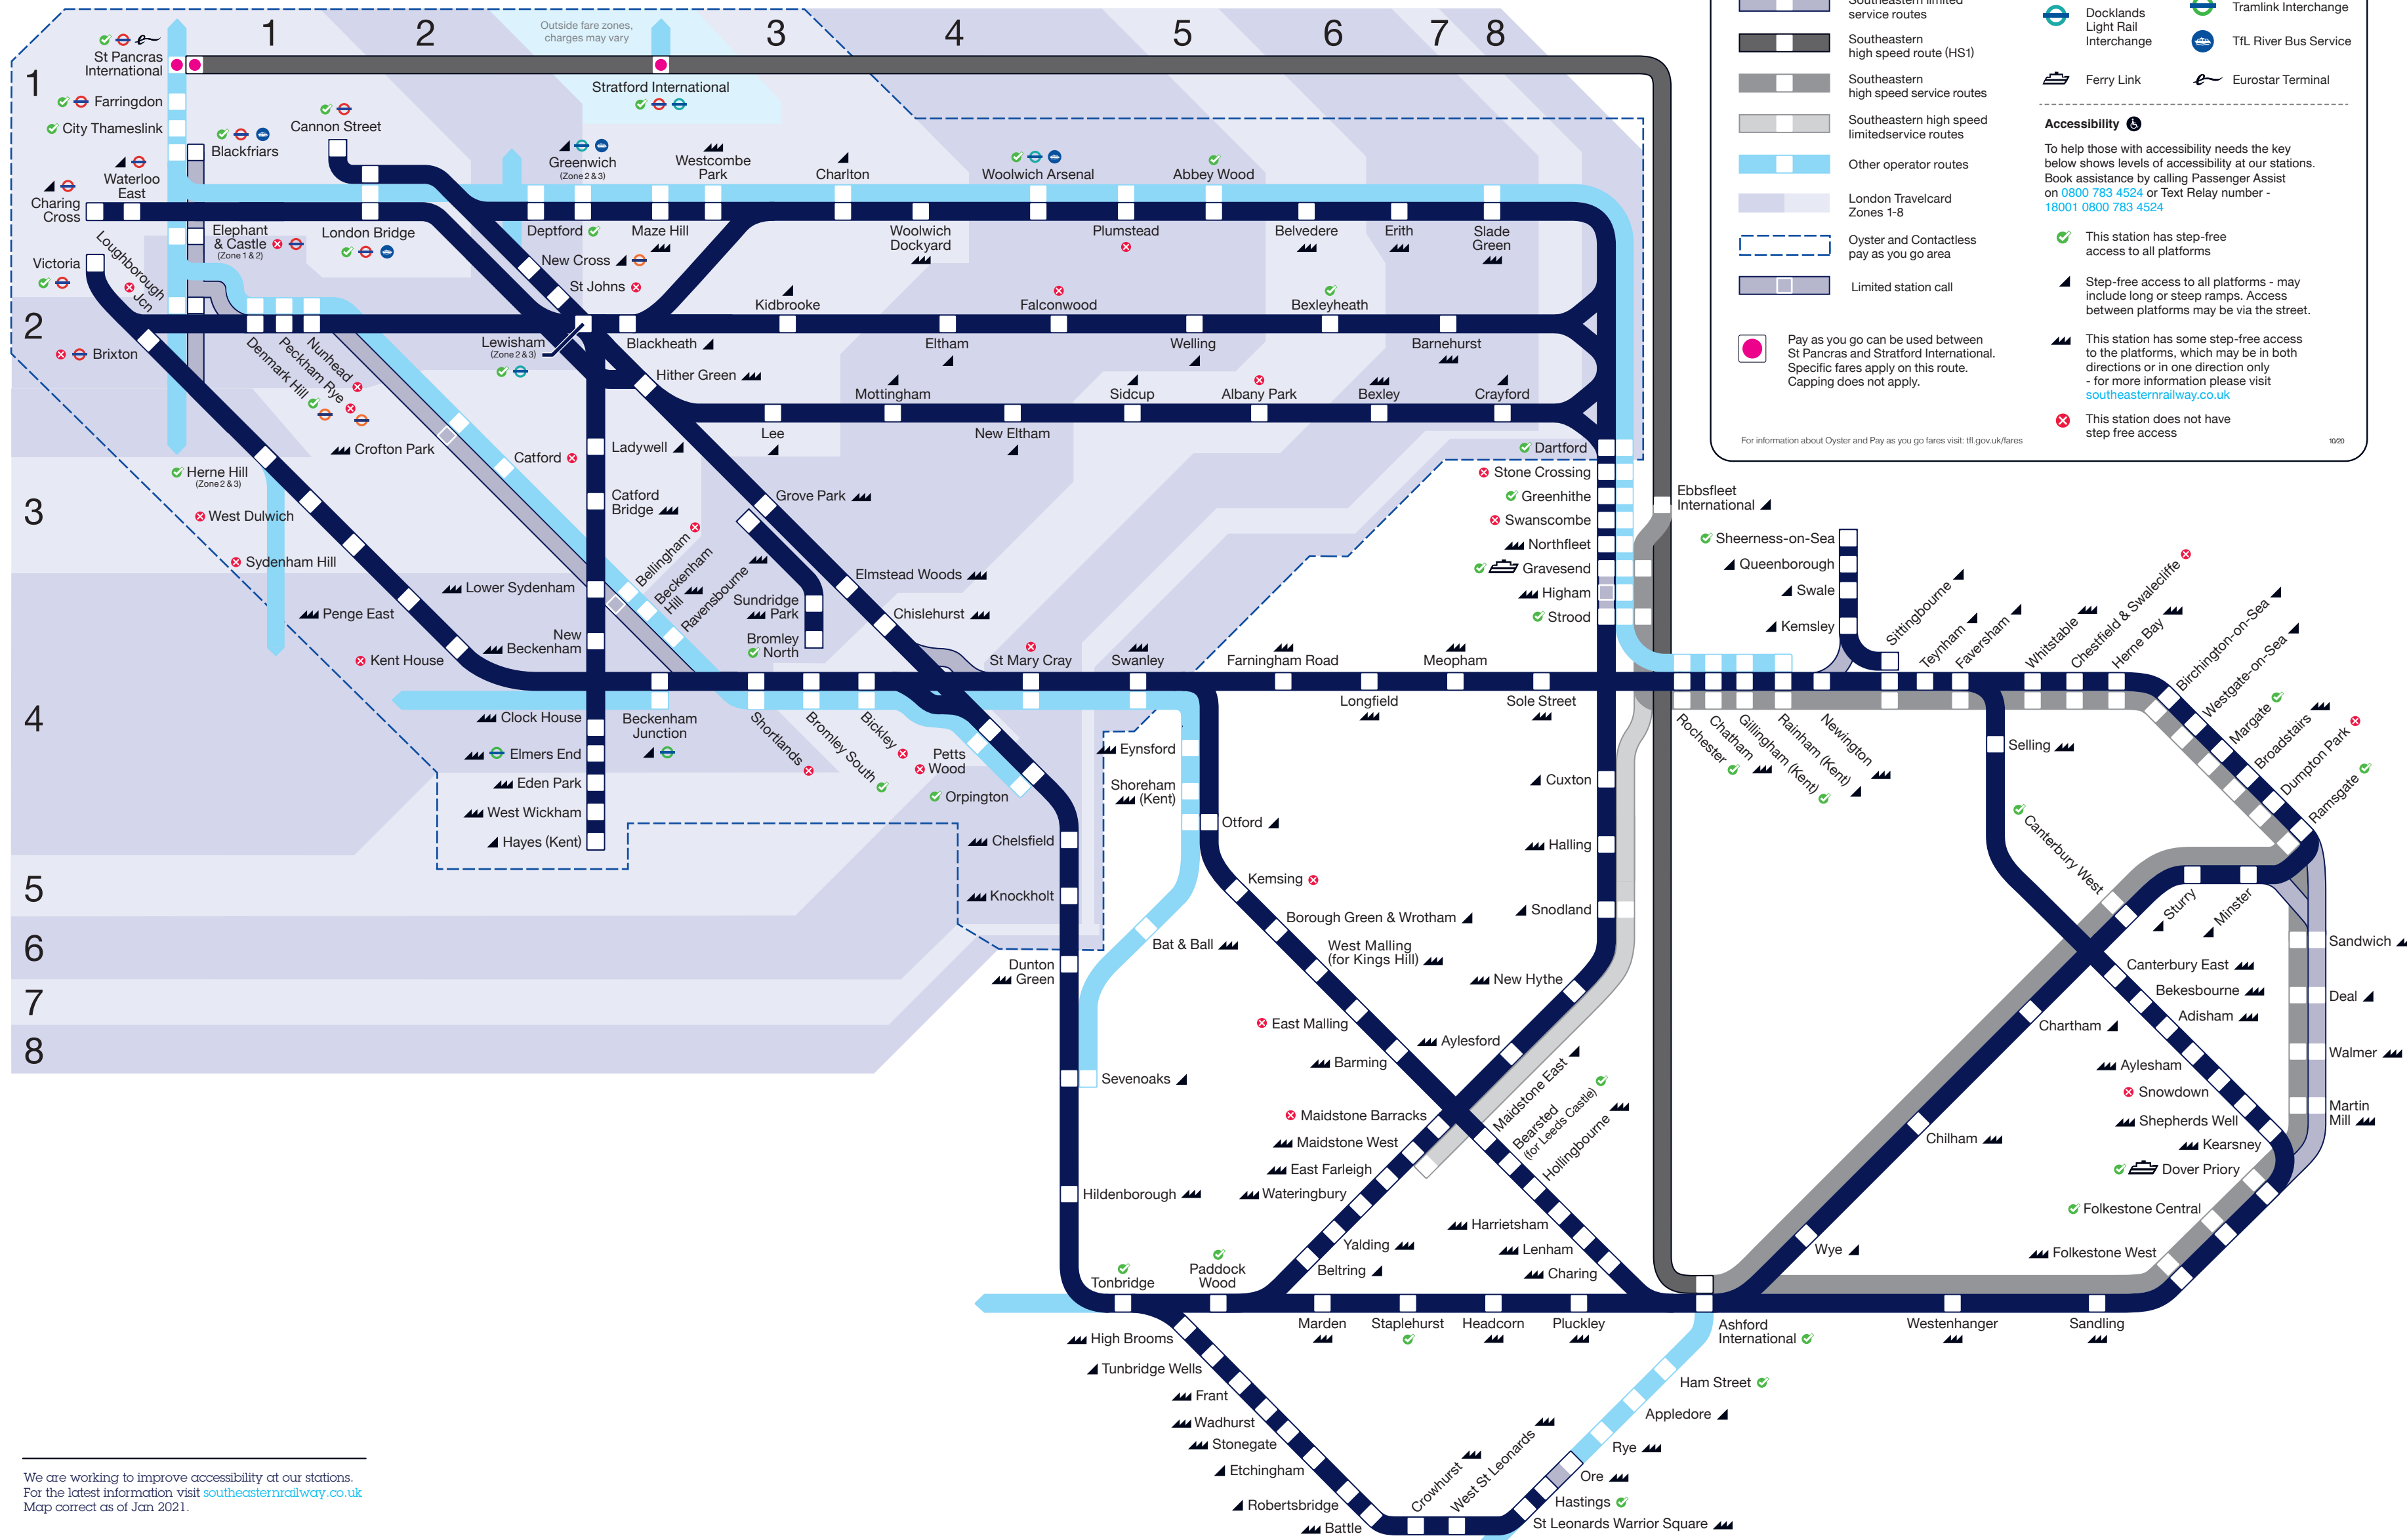 1
2
Outside fare zones,
charges may vary
3
4
5
6
7
8
1
2
3
4
5
6
7
8
St Pancras
International
Farringdon
City Thameslink
Blackfriars
Cannon Street
Stratford International
Waterloo
East
Charing
Cross
Elephant
& Castle
(Zone 1 & 2)
London Bridge
Greenwich
(Zone 2 & 3)
Westcombe
Park
Charlton
Woolwich Arsenal
Abbey Wood
Deptford
Maze Hill
Woolwich
Dockyard
Plumstead
Belvedere
Erith
Slade
Green
New Cross
St Johns
Victoria
Loughborough
Jcn
Brixton
Denmark Hill
Peckham Rye
Nunhead
Lewisham
(Zone 2 & 3)
Blackheath
Kidbrooke
Eltham
Falconwood
Welling
Bexleyheath
Barnehurst
Hither Green
Lee
Mottingham
New Eltham
Sidcup
Albany Park
Bexley
Crayford
Crofton Park
Catford
Ladywell
Catford
Bridge
Herne Hill
(Zone 2 & 3)
West Dulwich
Sydenham Hill
Penge East
Kent House
Bellingham
Beckenham
Hill
Ravensbourne
Grove Park
Sundridge
Park
Bromley
North
Elmstead Woods
Chislehurst
Lower Sydenham
New
Beckenham
Clock House
Elmers End
Eden Park
West Wickham
Hayes (Kent)
Beckenham
Junction
Shortlands
Bromley South
Bickley
Petts
Wood
Orpington
St Mary Cray
Swanley
Farningham Road
Longfield
Meopham
Sole Street
Dartford
Stone Crossing
Greenhithe
Swanscombe
Northfleet
Gravesend
Higham
Strood
Ebbsfleet
International
Sheerness-on-Sea
Queenborough
Swale
Kemsley
Sittingbourne
Teynham
Faversham
Whitstable
Chestfield & Swalecliffe
Herne Bay
Birchington-on-Sea
Westgate-on-Sea
Margate
Broadstairs
Dumpton Park
Ramsgate
Rochester
Chatham
Gillingham (Kent)
Rainham (Kent)
Newington
Selling
Canterbury West
Sturry
Minster
Canterbury East
Bekesbourne
Adisham
Aylesham
Snowdown
Shepherds Well
Kearsney
Dover Priory
Folkestone Central
Folkestone West
Sandwich
Deal
Walmer
Martin
Mill
Chartham
Chilham
Wye
Eynsford
Shoreham
(Kent)
Otford
Bat & Ball
Kemsing
Borough Green & Wrotham
West Malling
(for Kings Hill)
East Malling
Barming
Cuxton
Halling
Snodland
New Hythe
Aylesford
Maidstone East
Bearsted
(for Leeds Castle)
Hollingbourne
Maidstone Barracks
Maidstone West
East Farleigh
Wateringbury
Yalding
Beltring
Harrietsham
Lenham
Charing
Chelsfield
Knockholt
Dunton
Green
Sevenoaks
Hildenborough
Tonbridge
Paddock
Wood
Marden
Staplehurst
Headcorn
Pluckley
Ashford
International
Westenhanger
Sandling
High Brooms
Tunbridge Wells
Frant
Wadhurst
Stonegate
Etchingham
Robertsbridge
Battle
Crowhurst
West St Leonards
St Leonards Warrior Square
Hastings
Ore
Rye
Appledore
Ham Street
Southeastern limited
service routes
Southeastern
high speed route (HS1)
Southeastern
high speed service routes
Southeastern high speed
limitedservice routes
Other operator routes
London Travelcard
Zones 1-8
Oyster and Contactless
pay as you go area
Limited station call
Pay as you go can be used between
St Pancras and Stratford International.
Specific fares apply on this route.
Capping does not apply.
For information about Oyster and Pay as you go fares visit: tfl.gov.uk/fares
Docklands
Light Rail
Interchange
Tramlink Interchange
TfL River Bus Service
Ferry Link
Eurostar Terminal
Accessibility
To help those with accessibility needs the key
below shows levels of accessibility at our stations.
Book assistance by calling Passenger Assist
on 0800 783 4524 or Text Relay number -
18001 0800 783 4524
This station has step-free
access to all platforms
Step-free access to all platforms - may
include long or steep ramps. Access
between platforms may be via the street.
This station has some step-free access
to the platforms, which may be in both
directions or in one direction only
- for more information please visit
southeasternrailway.co.uk
This station does not have
step free access
10/20
We are working to improve accessibility at our stations.
For the latest information visit southeasternrailway.co.uk
Map correct as of Jan 2021.